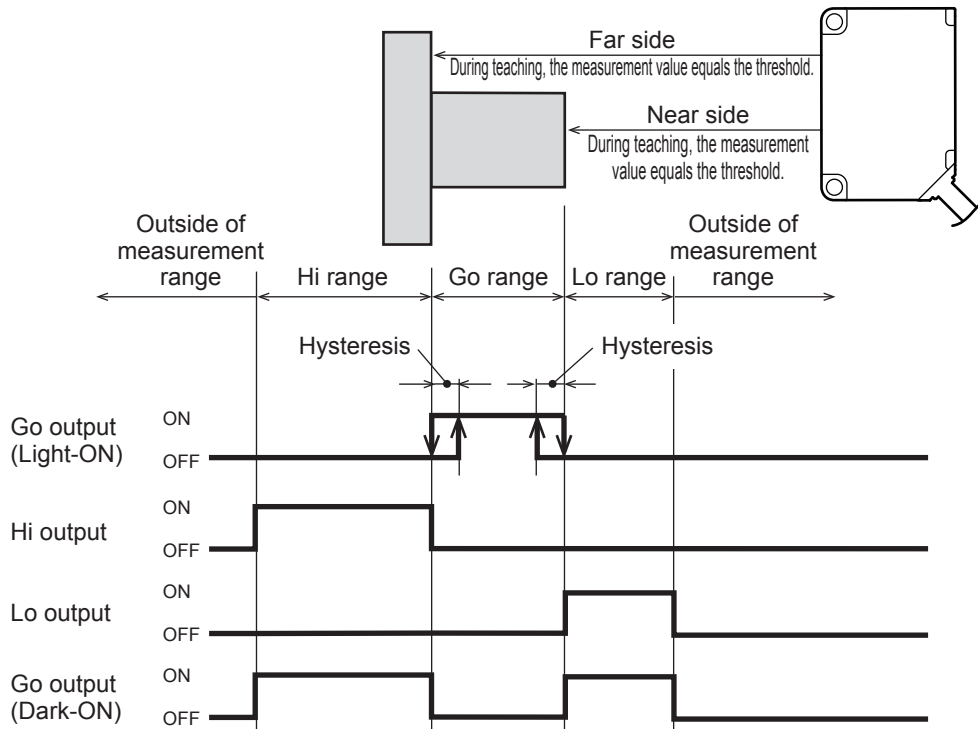 Far side
During teaching, the measurement value equals the threshold.
Near side
During teaching, the measurement
value equals the threshold.
Outside of
measurement
range
Hi range
Go range
Lo range
Outside of
measurement
range
Hysteresis
Hysteresis
Go output
(Light-ON)
ON
OFF
Hi output
ON
OFF
Lo output
ON
OFF
Go output
(Dark-ON)
ON
OFF